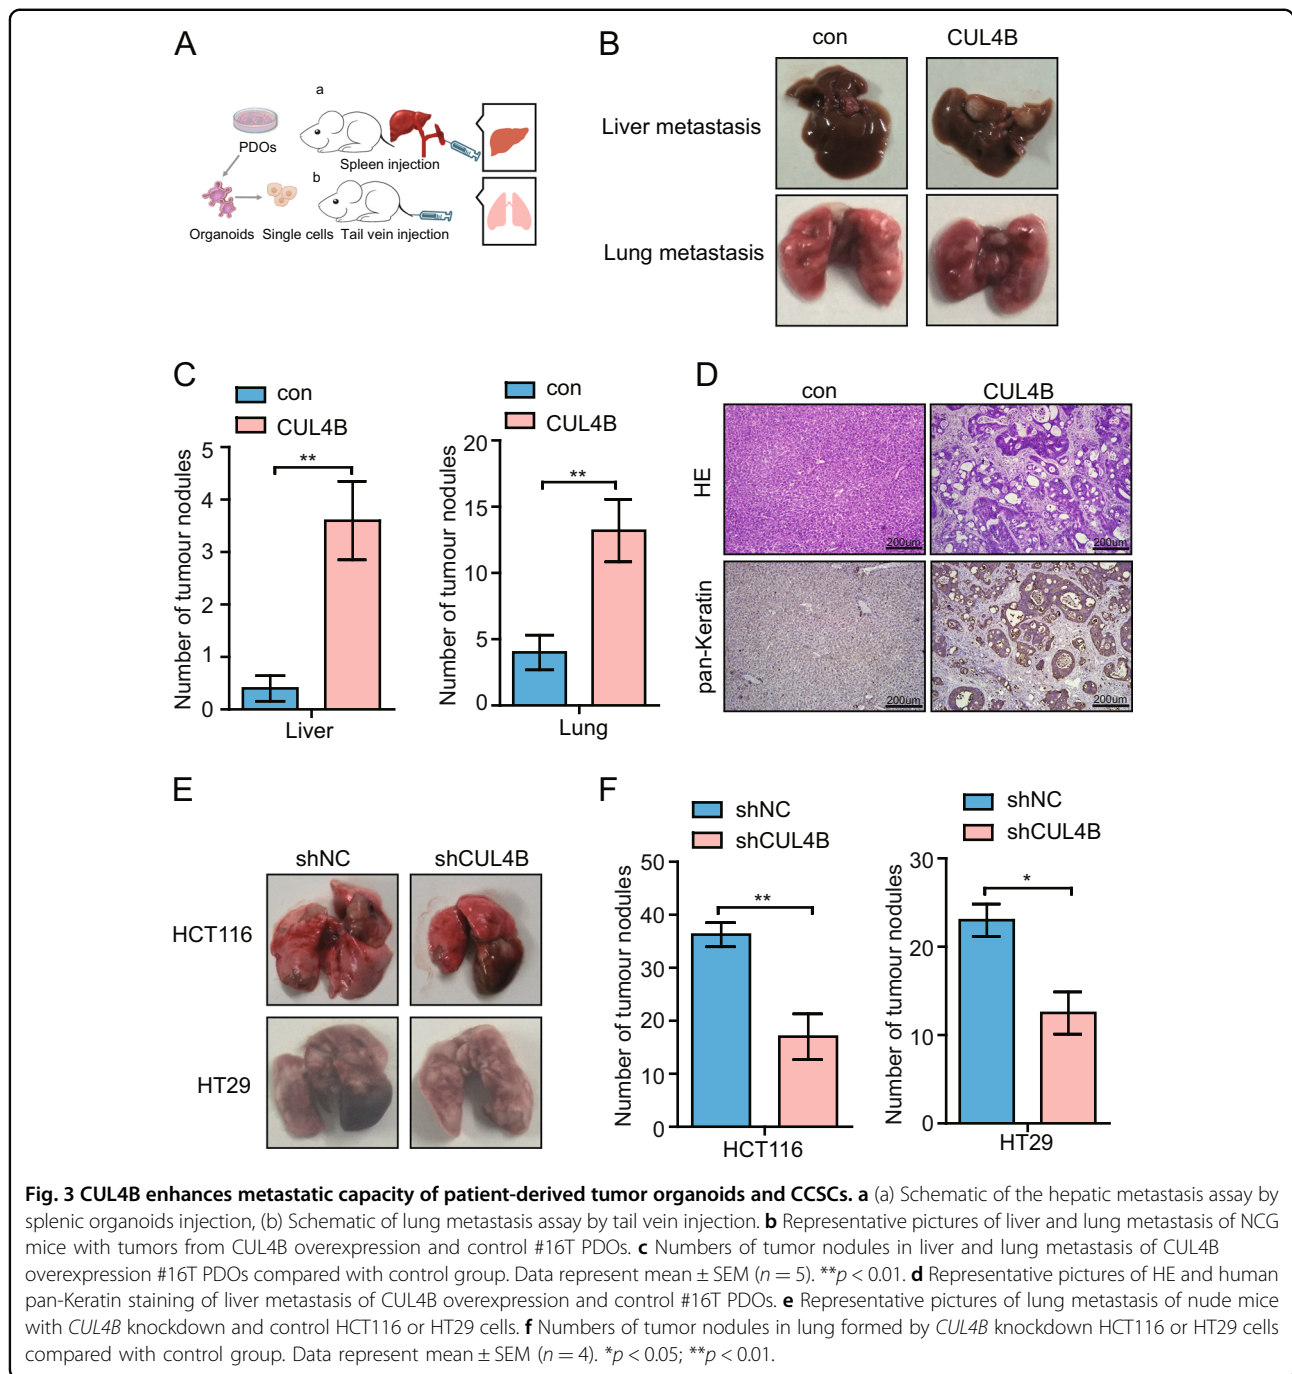 A
a
PDOs
Spleen injection
b
Organoids Single cells Tail vein injection
B
con CUL4B
Liver metastasis
Lung metastasis
C
con
CUL4B
Number of tumour nodules
5
4
3
2
1
0
**
Liver
con
CUL4B
Number of tumour nodules
20
15
10
5
0
**
Lung
D
con CUL4B
HE
200um 200um
pan-Keratin
200um 200um
E
shNC shCUL4B
HCT116
HT29
F
shNC
shCUL4B
Number of tumour nodules
50
40
30
20
10
0
**
HCT116
shNC
shCUL4B
Number of tumour nodules
30
20
10
0
*
HT29
Fig. 3 CUL4B enhances metastatic capacity of patient-derived tumor organoids and CCSCs. a (a) Schematic of the hepatic metastasis assay by
splenic organoids injection, (b) Schematic of lung metastasis assay by tail vein injection. b Representative pictures of liver and lung metastasis of NCG
mice with tumors from CUL4B overexpression and control #16T PDOs. c Numbers of tumor nodules in liver and lung metastasis of CUL4B
overexpression #16T PDOs compared with control group. Data represent mean ± SEM (n = 5). **p < 0.01. d Representative pictures of HE and human
pan-Keratin staining of liver metastasis of CUL4B overexpression and control #16T PDOs. e Representative pictures of lung metastasis of nude mice
with CUL4B knockdown and control HCT116 or HT29 cells. f Numbers of tumor nodules in lung formed by CUL4B knockdown HCT116 or HT29 cells
compared with control group. Data represent mean ± SEM (n = 4). *p < 0.05; **p < 0.01.